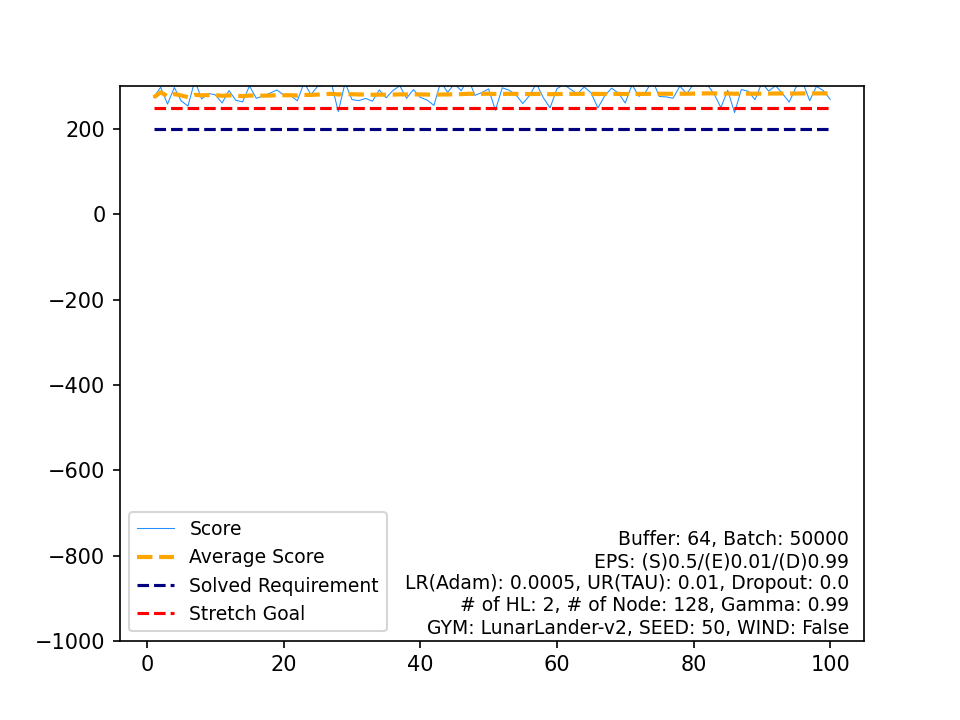 200
0
−200
−400
−600
−800
−1000
0
20
40
60
80
100
Score
Average Score
Solved Requirement
Stretch Goal
Buffer: 64, Batch: 50000
EPS: (S)0.5/(E)0.01/(D)0.99
LR(Adam): 0.0005, UR(TAU): 0.01, Dropout: 0.0
# of HL: 2, # of Node: 128, Gamma: 0.99
GYM: LunarLander-v2, SEED: 50, WIND: False